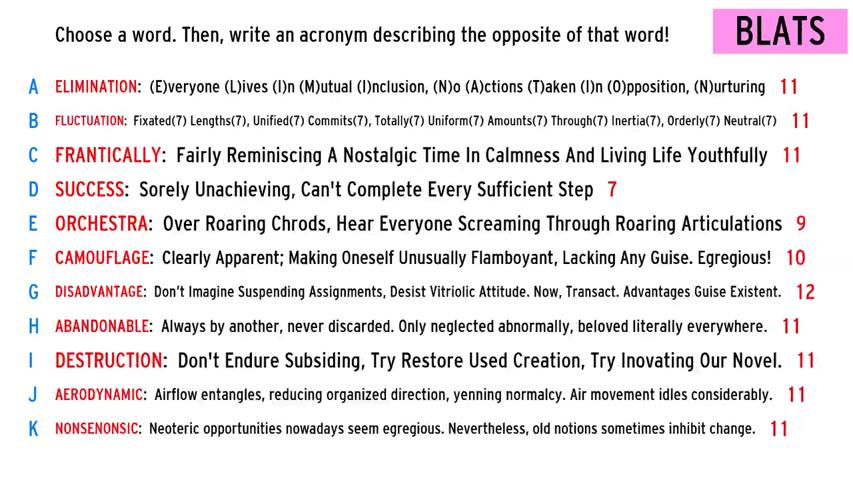 Choose a word. Then, write an acronym describing the opposite of that word!
BLATS
A ELIMINATION: (E)veryone (L)ives (I)n (M)utual (I)nclusion, (N)o (A)ctions (T)aken (I)n (O)pposition, (N)urturing 11
B FLUCTUATION: Fixated(7) Lengths(7), Unified(7) Commits(7), Totally(7) Uniform(7) Amounts(7) Through(7) Inertia(7), Orderly(7) Neutral(7) 11
C FRANTICALLY: Fairly Reminiscing A Nostalgic Time In Calmness And Living Life Youthfully 11
D SUCCESS: Sorely Unachieving, Can't Complete Every Sufficient Step 7
E ORCHESTRA: Over Roaring Chrods, Hear Everyone Screaming Through Roaring Articulations 9
F CAMOUFLAGE: Clearly Apparent; Making Oneself Unusually Flamboyant, Lacking Any Guise. Egregious! 10
G DISADVANTAGE: Don't Imagine Suspending Assignments, Desist Vitriolic Attitude. Now, Transact. Advantages Guise Existent. 12
H ABANDONABLE: Always by another, never discarded. Only neglected abnormally, beloved literally everywhere. 11
I DESTRUCTION: Don't Endure Subsiding, Try Restore Used Creation, Try Inovating Our Novel. 11
J AERODYNAMIC: Airflow entangles, reducing organized direction, yenning normalcy. Air movement idles considerably. 11
K NONSENONSIC: Neoteric opportunities nowadays seem egregious. Nevertheless, old notions sometimes inhibit change. 11